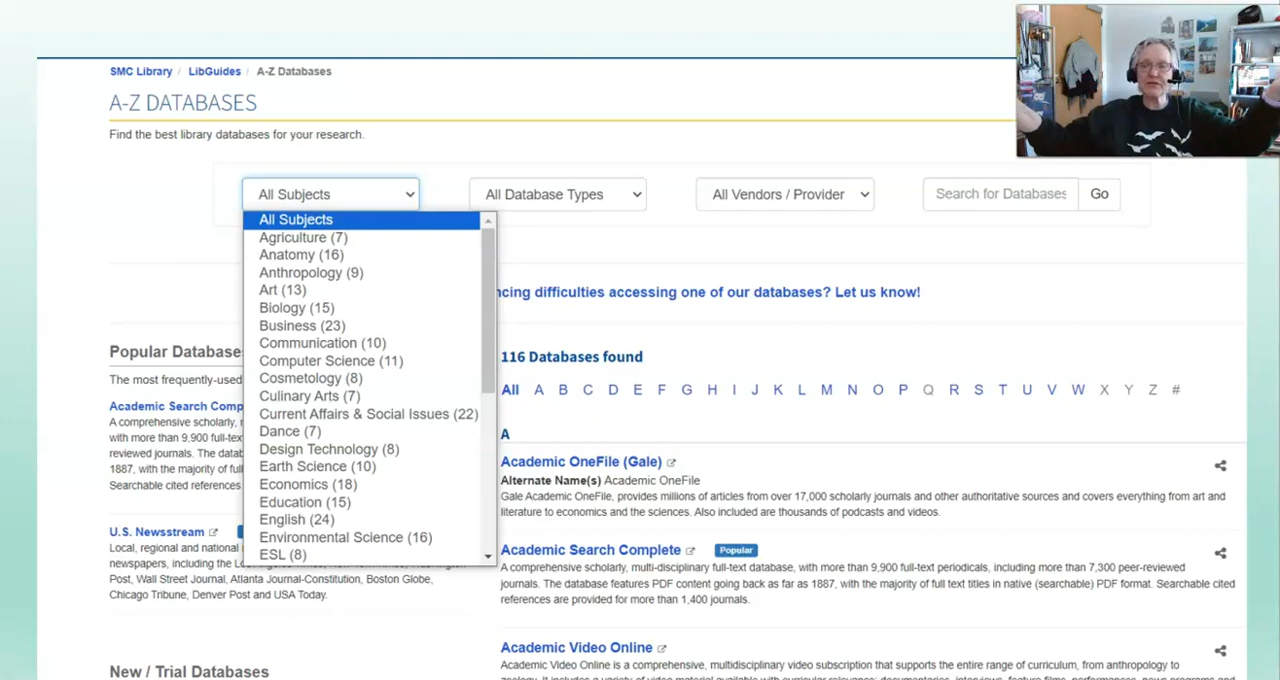 SMC Library / LibGuides / A-Z Databases
A-Z DATABASES
Find the best library databases for your research.
All Subjects
All Database Types
All Vendors / Provider
Search for Databases
Go
All Subjects
Agriculture (7)
Anatomy (16)
Anthropology (9)
Art (13)
Biology (15)
Business (23)
Communication (10)
Computer Science (11)
Cosmetology (8)
Culinary Arts (7)
Current Affairs & Social Issues (22)
Dance (7)
Design Technology (8)
Earth Science (10)
Economics (18)
Education (15)
English (24)
Environmental Science (16)
ESL (8)
ncing difficulties accessing one of our databases? Let us know!
Popular Database
The most frequently-used
Academic Search Comp
A comprehensive scholarly,
with more than 9,900 full-text
reviewed journals. The datab
1887, with the majority of full
Searchable cited references
U.S. Newsstream
Local, regional and national
newspapers, including
Post, Wall Street Journal, Atlanta Journal-Constitution, Boston Globe,
Chicago Tribune, Denver Post and USA Today.
New / Trial Databases
116 Databases found
All A B C D E F G H I J K L M N O P Q R S T U V W X Y Z #
A
Academic OneFile (Gale)
Alternate Name(s) Academic OneFile
Gale Academic OneFile, provides millions of articles from over 17,000 scholarly journals and other authoritative sources and covers everything from art and
literature to economics and the sciences. Also included are thousands of podcasts and videos.
Academic Search Complete Popular
A comprehensive scholarly, multi-disciplinary full-text database, with more than 9,900 full-text periodicals, including more than 7,300 peer-reviewed
journals. The database features PDF content going back as far as 1887, with the majority of full text titles in native (searchable) PDF format. Searchable cited
references are provided for more than 1,400 journals.
Academic Video Online
Academic Video Online is a comprehensive, multidisciplinary video subscription that supports the entire range of curriculum, from anthropology to